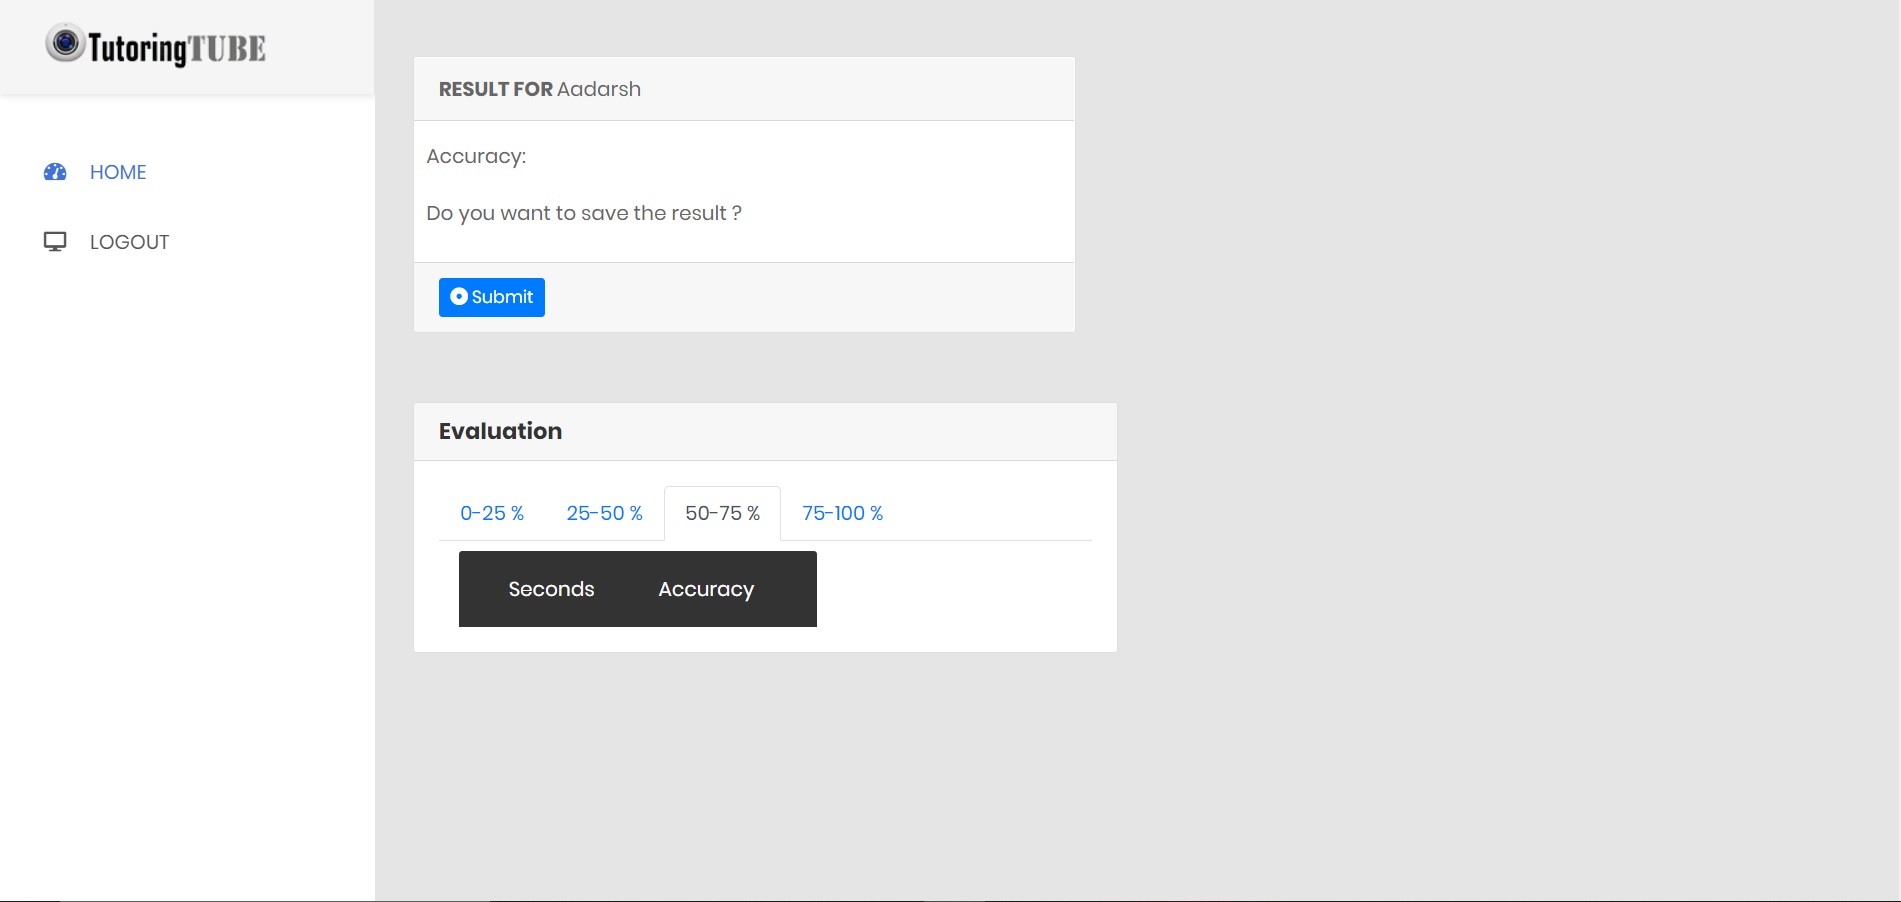 TutoringTUBE
HOME
LOGOUT
RESULT FOR Aadarsh
Accuracy:
Do you want to save the result ?
Submit
Evaluation
0-25 % 25-50 % 50-75 % 75-100 %
Seconds Accuracy